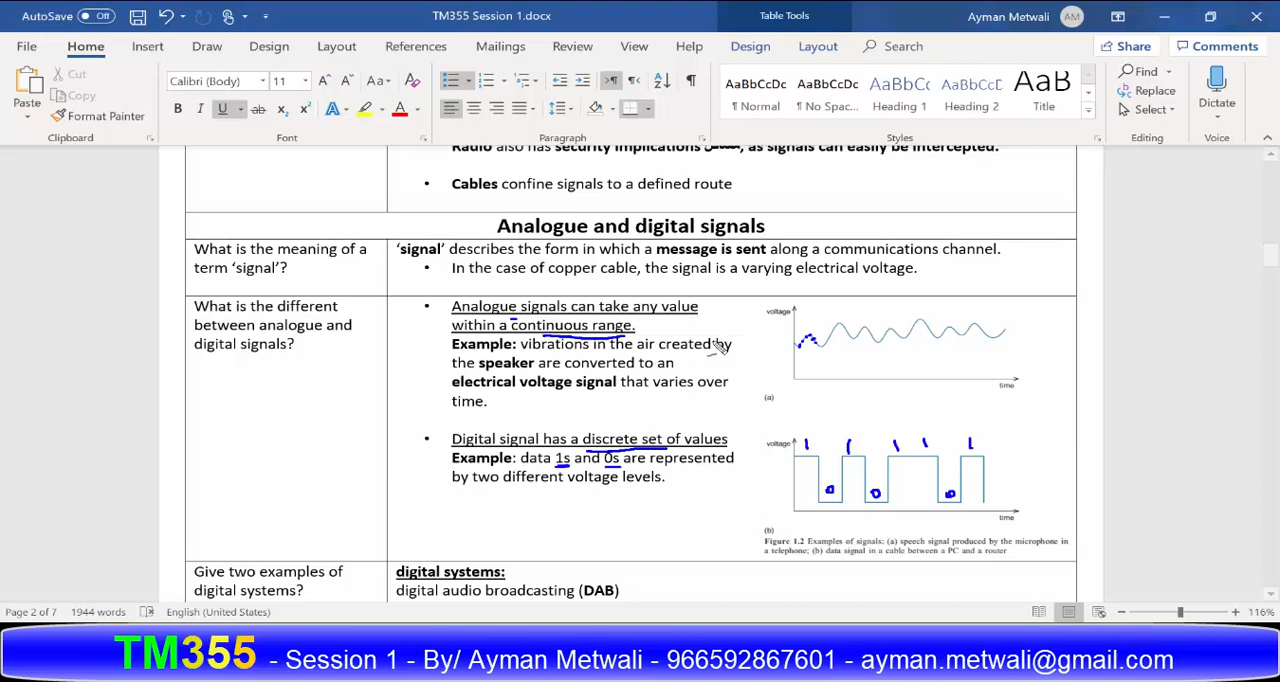 AutoSave Off
TM355 Session 1.docx
Table Tools
Ayman Metwali AM
File Home Insert Draw Design Layout References Mailings Review View Help Design Layout Search Share Comments
Paste
Cut
Copy
Format Painter
Calibri (Body) 11
AaBbCcDc AaBbCcDc AaBbC AaBbCcD AaB
¶ Normal ¶ No Spac... Heading 1 Heading 2 Title
Find
Replace
Select
Dictate
Clipboard Font Paragraph Styles Editing Voice
Radio also has security implications, as signals can easily be intercepted.
• Cables confine signals to a defined route
Analogue and digital signals
What is the meaning of a
term ‘signal’?
‘signal’ describes the form in which a message is sent along a communications channel.
• In the case of copper cable, the signal is a varying electrical voltage.
What is the different
between analogue and
digital signals?
• Analogue signals can take any value
within a continuous range.
Example: vibrations in the air created by
the speaker are converted to an
electrical voltage signal that varies over
time.
• Digital signal has a discrete set of values
Example: data 1s and 0s are represented
by two different voltage levels.
voltage
time
(a)
voltage
1 1 1 1 1
0 0 0
time
(b)
Figure 1.2 Examples of signals: (a) speech signal produced by the microphone in
a telephone; (b) data signal in a cable between a PC and a router
Give two examples of
digital systems?
digital systems:
digital audio broadcasting (DAB)
Page 2 of 7 1944 words English (United States) 116%
TM355 - Session 1 - By/ Ayman Metwali - 966592867601 - ayman.metwali@gmail.com